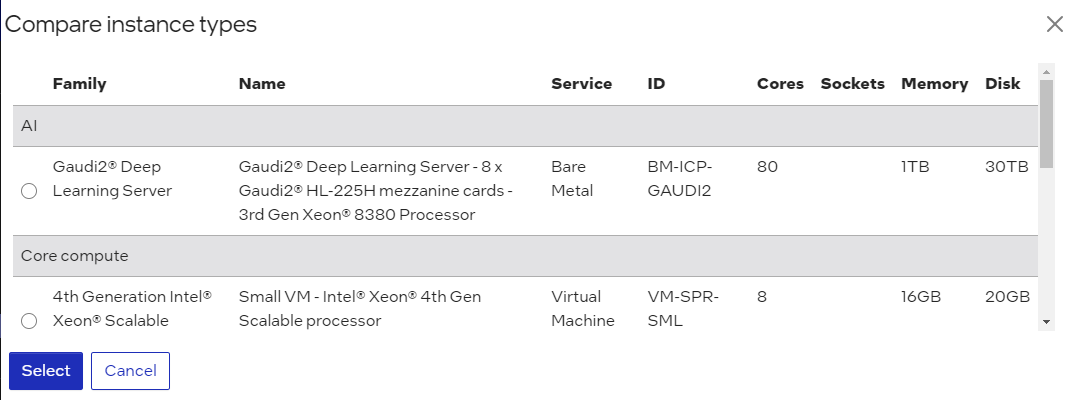 Compare instance types
Family Name Service ID Cores Sockets Memory Disk
AI
Gaudi2® Deep Gaudi2® Deep Learning Server - 8 x Bare BM-ICP- 80 1TB 30TB
Learning Server Gaudi2® HL-225H mezzanine cards - Metal GAUDI2
3rd Gen Xeon® 8380 Processor
Core compute
4th Generation Intel® Small VM - Intel® Xeon® 4th Gen Virtual VM-SPR- 8 16GB 20GB
Xeon® Scalable Scalable processor Machine SML
Select Cancel